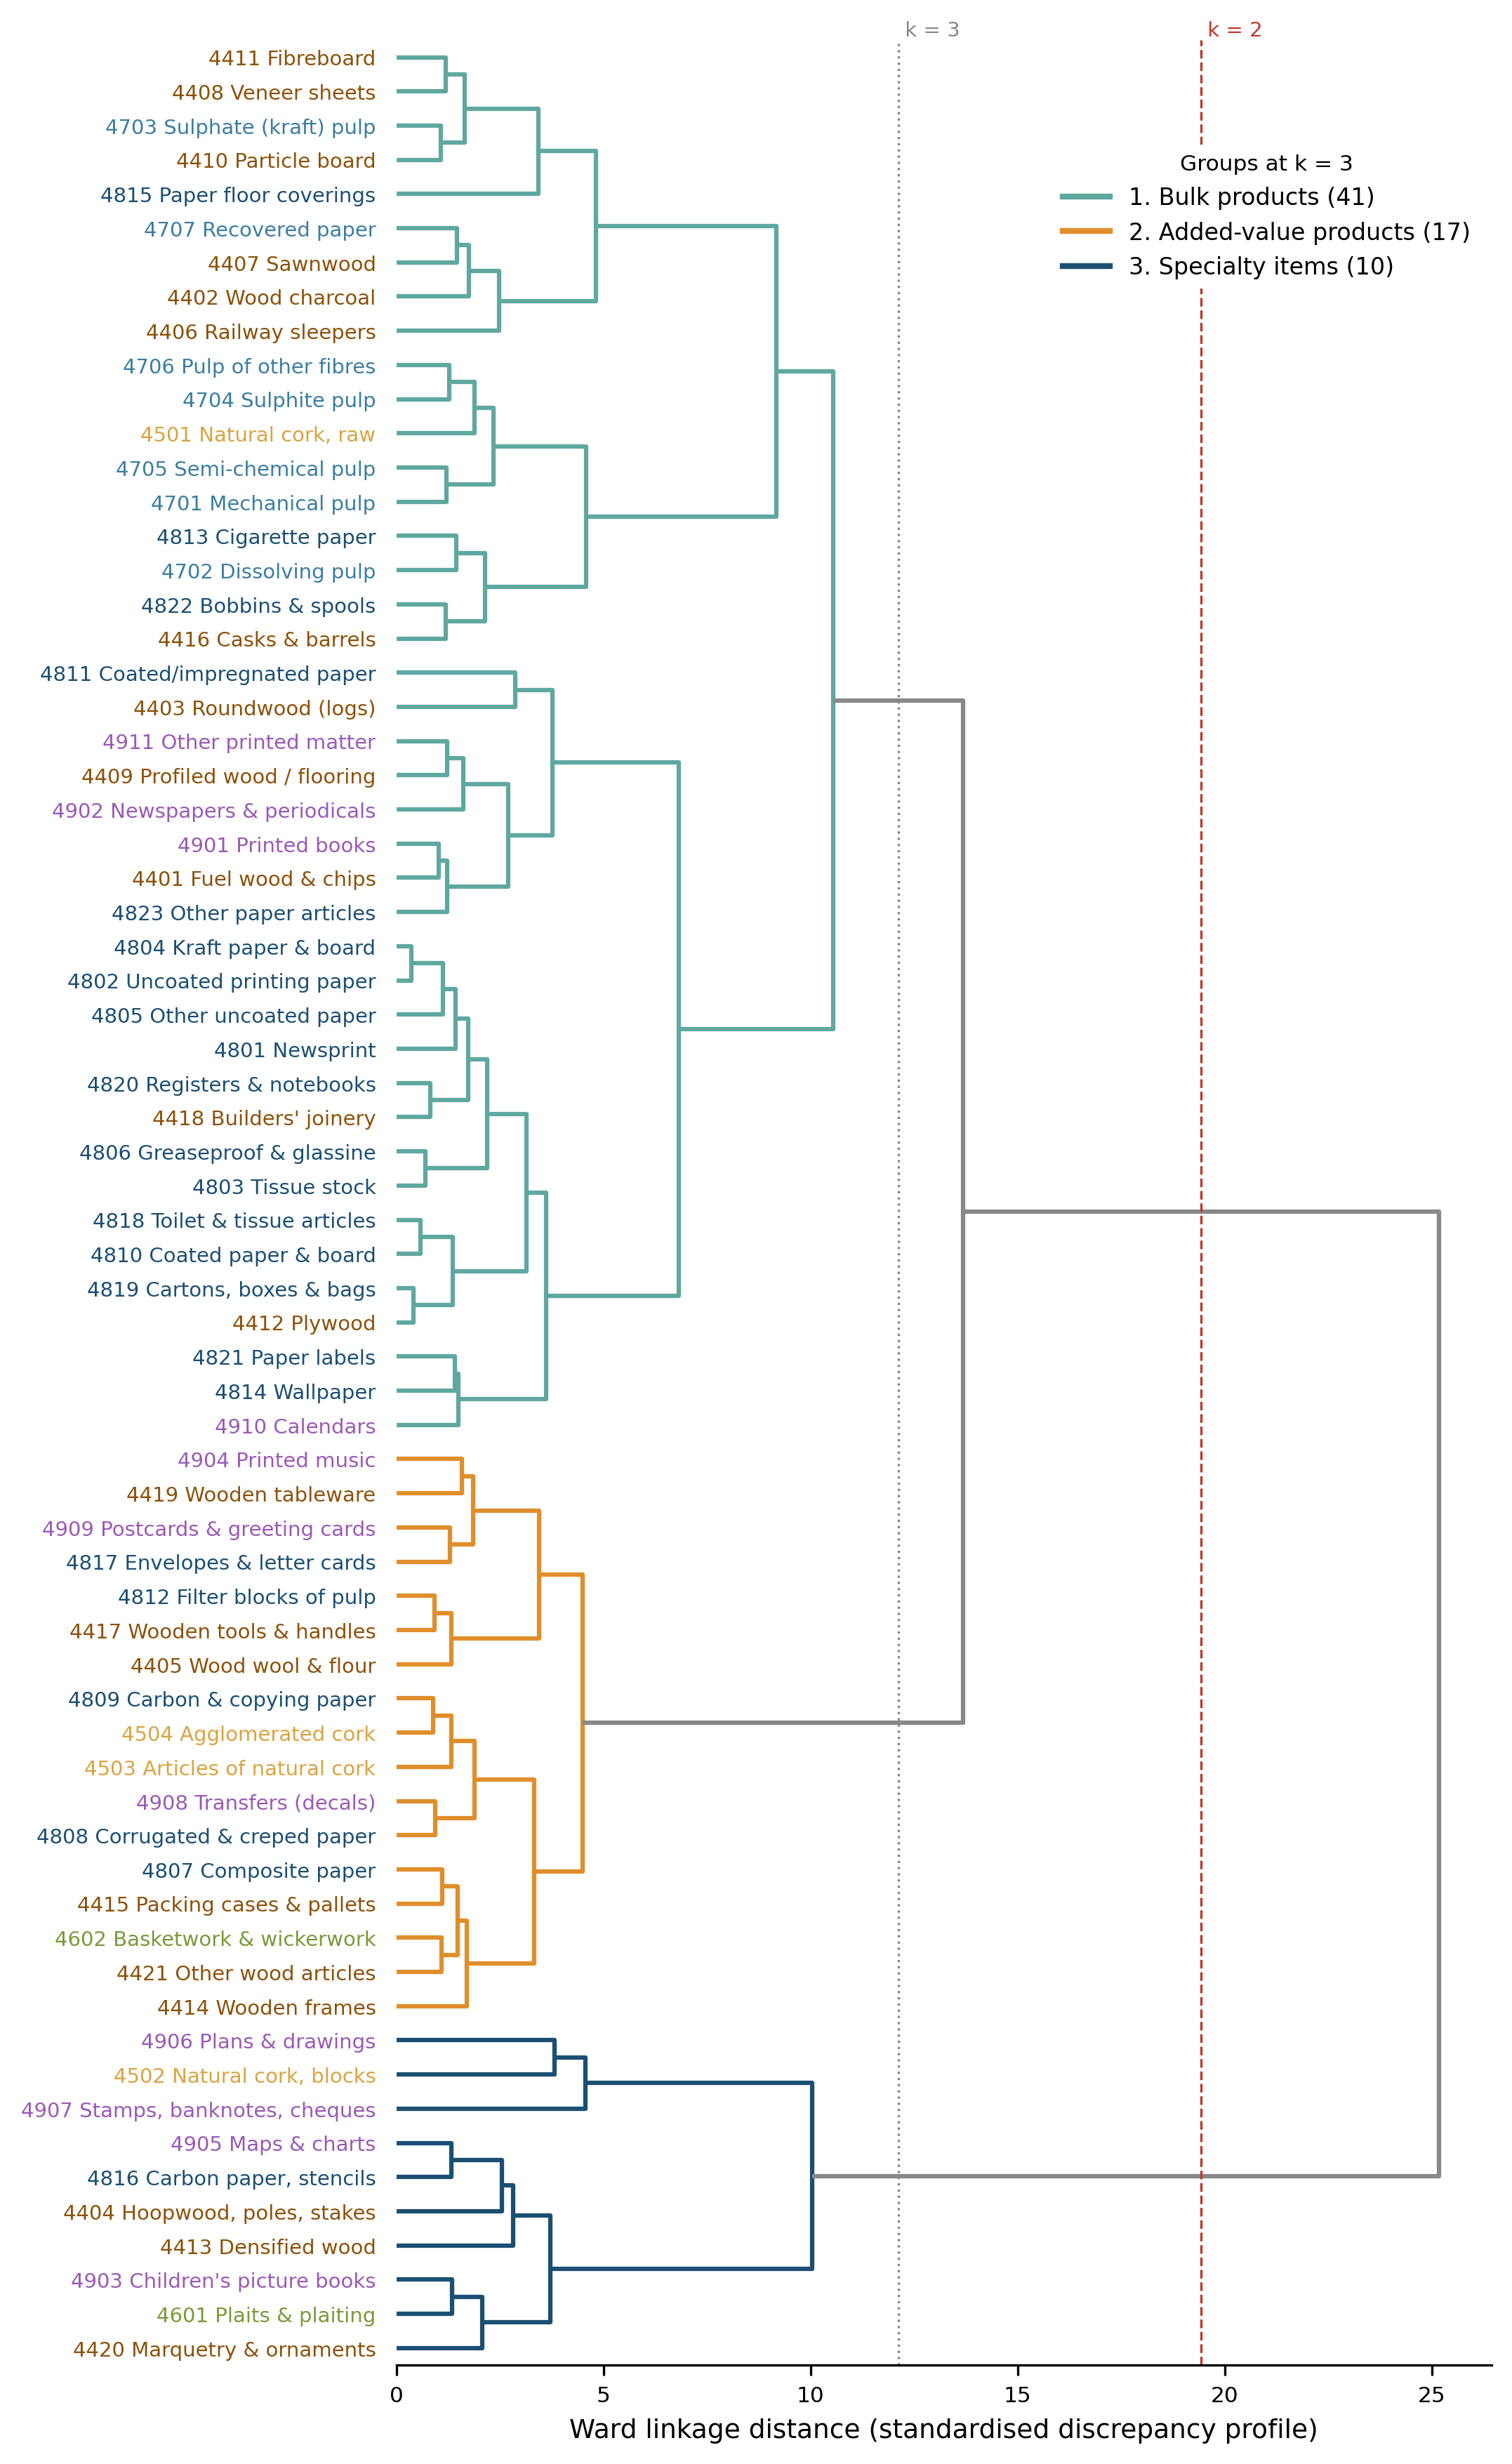 k = 3
k = 2
4411 Fibreboard
4408 Veneer sheets
4703 Sulphate (kraft) pulp
4410 Particle board
4815 Paper floor coverings
4707 Recovered paper
4407 Sawnwood
4402 Wood charcoal
4406 Railway sleepers
4706 Pulp of other fibres
4704 Sulphite pulp
4501 Natural cork, raw
4705 Semi-chemical pulp
4701 Mechanical pulp
4813 Cigarette paper
4702 Dissolving pulp
4822 Bobbins & spools
4416 Casks & barrels
4811 Coated/impregnated paper
4403 Roundwood (logs)
4911 Other printed matter
4409 Profiled wood / flooring
4902 Newspapers & periodicals
4901 Printed books
4401 Fuel wood & chips
4823 Other paper articles
4804 Kraft paper & board
4802 Uncoated printing paper
4805 Other uncoated paper
4801 Newsprint
4820 Registers & notebooks
4418 Builders' joinery
4806 Greaseproof & glassine
4803 Tissue stock
4818 Toilet & tissue articles
4810 Coated paper & board
4819 Cartons, boxes & bags
4412 Plywood
4821 Paper labels
4814 Wallpaper
4910 Calendars
4904 Printed music
4419 Wooden tableware
4909 Postcards & greeting cards
4817 Envelopes & letter cards
4812 Filter blocks of pulp
4417 Wooden tools & handles
4405 Wood wool & flour
4809 Carbon & copying paper
4504 Agglomerated cork
4503 Articles of natural cork
4908 Transfers (decals)
4808 Corrugated & creped paper
4807 Composite paper
4415 Packing cases & pallets
4602 Basketwork & wickerwork
4421 Other wood articles
4414 Wooden frames
4906 Plans & drawings
4502 Natural cork, blocks
4907 Stamps, banknotes, cheques
4905 Maps & charts
4816 Carbon paper, stencils
4404 Hoopwood, poles, stakes
4413 Densified wood
4903 Children's picture books
4601 Plaits & plaiting
4420 Marquetry & ornaments
Groups at k = 3
1. Bulk products (41)
2. Added-value products (17)
3. Specialty items (10)
0 5 10 15 20 25
Ward linkage distance (standardised discrepancy profile)